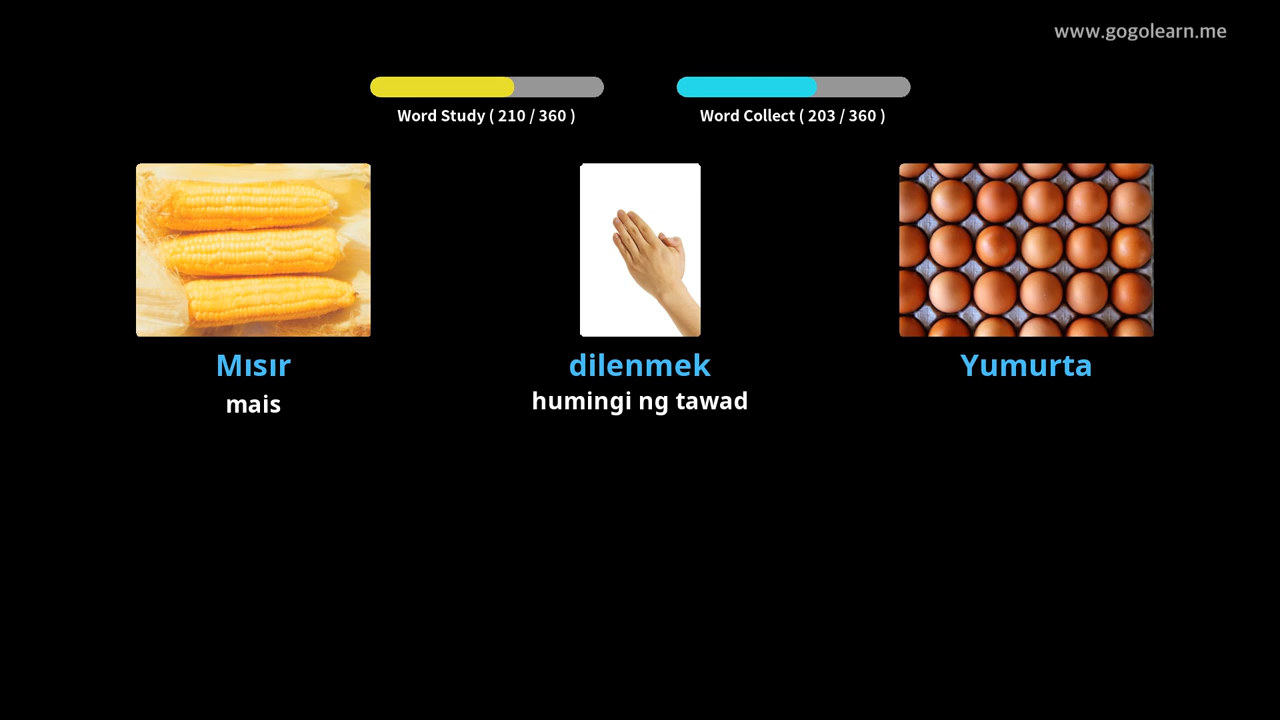 www.gogolearn.me
Word Study ( 210 / 360 )
Word Collect ( 203 / 360 )
Mısır
mais
dilenmek
humingi ng tawad
Yumurta